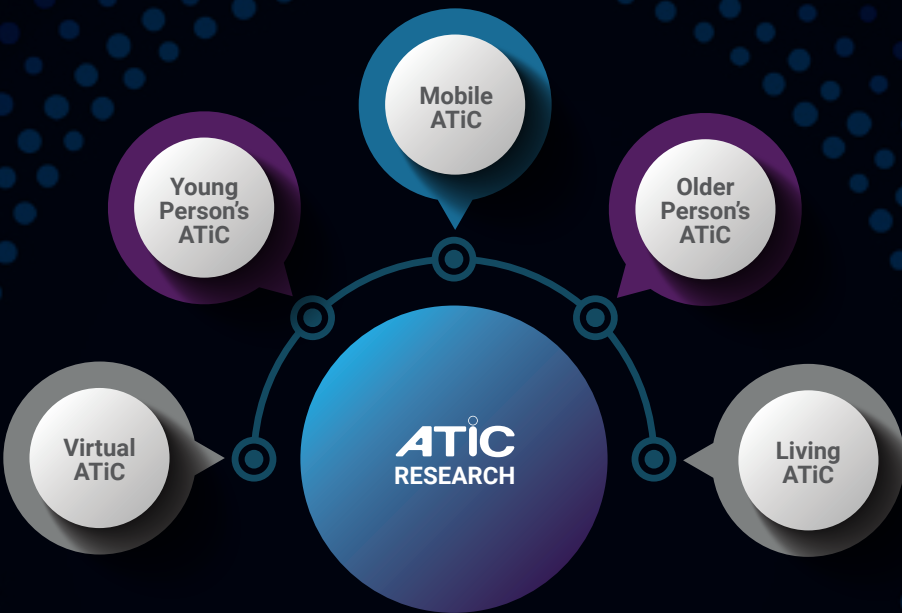 Mobile
ATiC
Young
Person’s
ATiC
Older
Person’s
ATiC
Virtual
ATiC
Living
ATiC
ATiC
RESEARCH